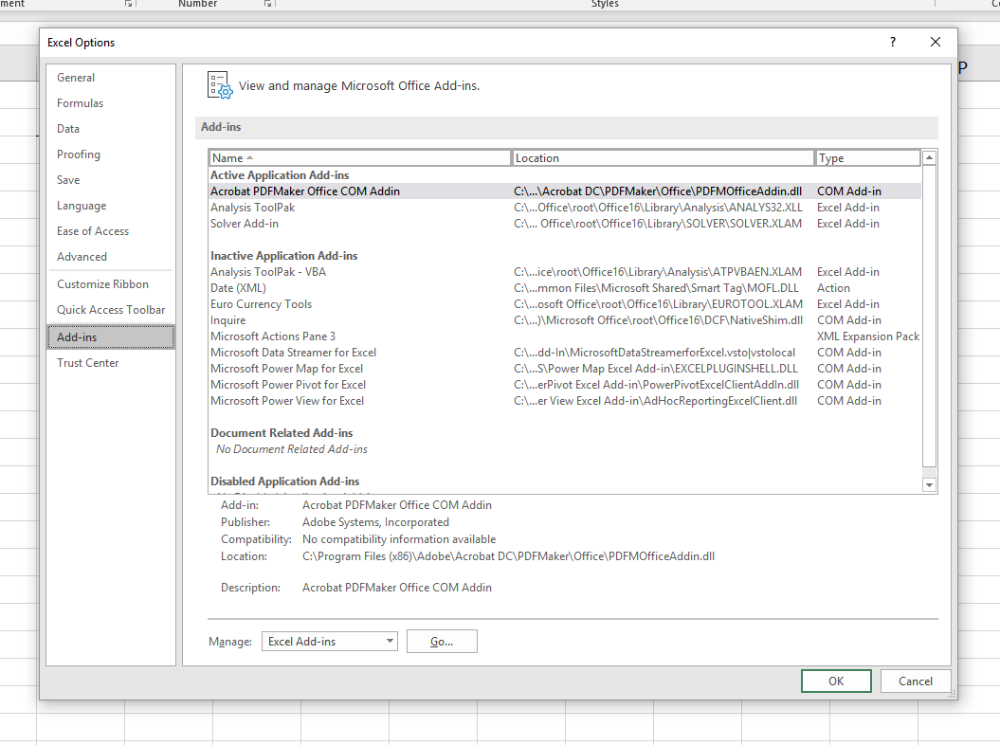 ment Number Styles
Excel Options ?
P
General
Formulas
Data
Proofing
Save
Language
Ease of Access
Advanced
Customize Ribbon
Quick Access Toolbar
Add-ins
Trust Center
View and manage Microsoft Office Add-ins.
Add-ins
Name Location Type
Active Application Add-ins
Acrobat PDFMaker Office COM Addin C:\...\Acrobat DC\PDFMaker\Office\PDFMOfficeAddin.dll COM Add-in
Analysis ToolPak C:\...Office\root\Office16\Library\Analysis\ANALYS32.XLL Excel Add-in
Solver Add-in C:\... Office\root\Office16\Library\SOLVER\SOLVER.XLAM Excel Add-in
Inactive Application Add-ins
Analysis ToolPak - VBA C:\...ice\root\Office16\Library\Analysis\ATPVBAEN.XLAM Excel Add-in
Date (XML) C:\...mmon Files\Microsoft Shared\Smart Tag\MOFL.DLL Action
Euro Currency Tools C:\...osoft Office\root\Office16\Library\EUROTOOL.XLAM Excel Add-in
Inquire C:\...)\Microsoft Office\root\Office16\DCF\NativeShim.dll COM Add-in
Microsoft Actions Pane 3 XML Expansion Pack
Microsoft Data Streamer for Excel C:\...dd-In\MicrosoftDataStreamerforExcel.vsto|vstolocal COM Add-in
Microsoft Power Map for Excel C:\...S\Power Map Excel Add-in\EXCELPLUGINSHELL.DLL COM Add-in
Microsoft Power Pivot for Excel C:\...erPivot Excel Add-in\PowerPivotExcelClientAddIn.dll COM Add-in
Microsoft Power View for Excel C:\...er View Excel Add-in\AdHocReportingExcelClient.dll COM Add-in
Document Related Add-ins
No Document Related Add-ins
Disabled Application Add-ins
Add-in: Acrobat PDFMaker Office COM Addin
Publisher: Adobe Systems, Incorporated
Compatibility: No compatibility information available
Location: C:\Program Files (x86)\Adobe\Acrobat DC\PDFMaker\Office\PDFMOfficeAddin.dll
Description: Acrobat PDFMaker Office COM Addin
Manage: Excel Add-ins Go...
OK Cancel